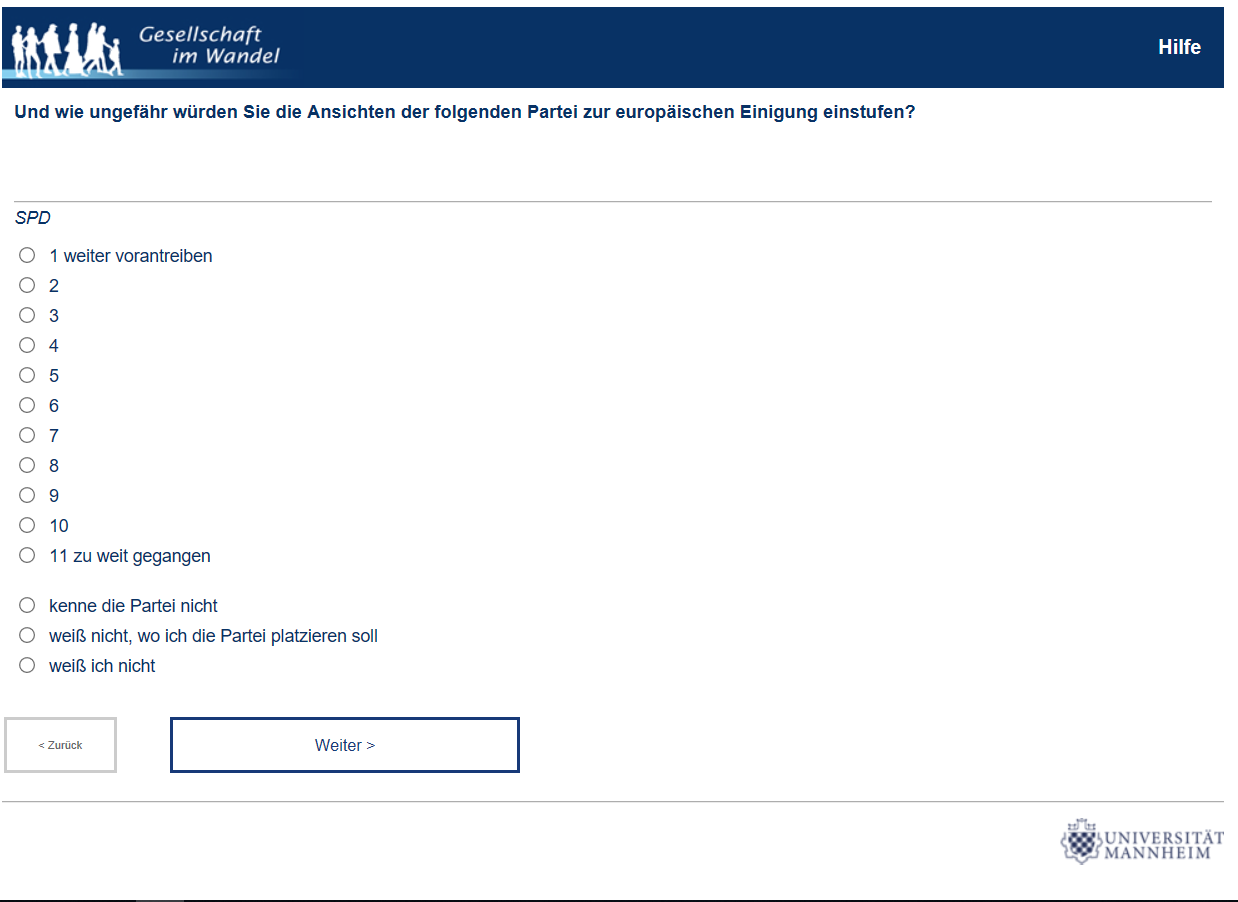 Gesellschaft
im Wandel
Hilfe
Und wie ungefähr würden Sie die Ansichten der folgenden Partei zur europäischen Einigung einstufen?
SPD
1 weiter vorantreiben
2
3
4
5
6
7
8
9
10
11 zu weit gegangen
kenne die Partei nicht
weiß nicht, wo ich die Partei platzieren soll
weiß ich nicht
< Zurück
Weiter >
UNIVERSITÄT
MANNHEIM